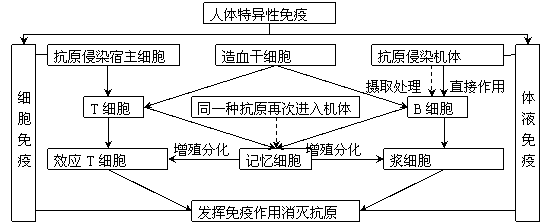 人体特异性免疫
抗原侵染宿主细胞
造血干细胞
抗原侵染机体
细胞免疫
体液免疫
摄取处理
直接作用
T 细胞
同一种抗原再次进入机体
B 细胞
增殖分化
增殖分化
效应 T 细胞
记忆细胞
浆细胞
发挥免疫作用消灭抗原